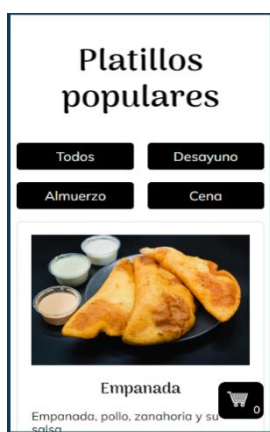 Platillos
populares
Todos
Desayuno
Almuerzo
Cena
Empanada
Empanada, pollo, zanahoria y su
salsa
0